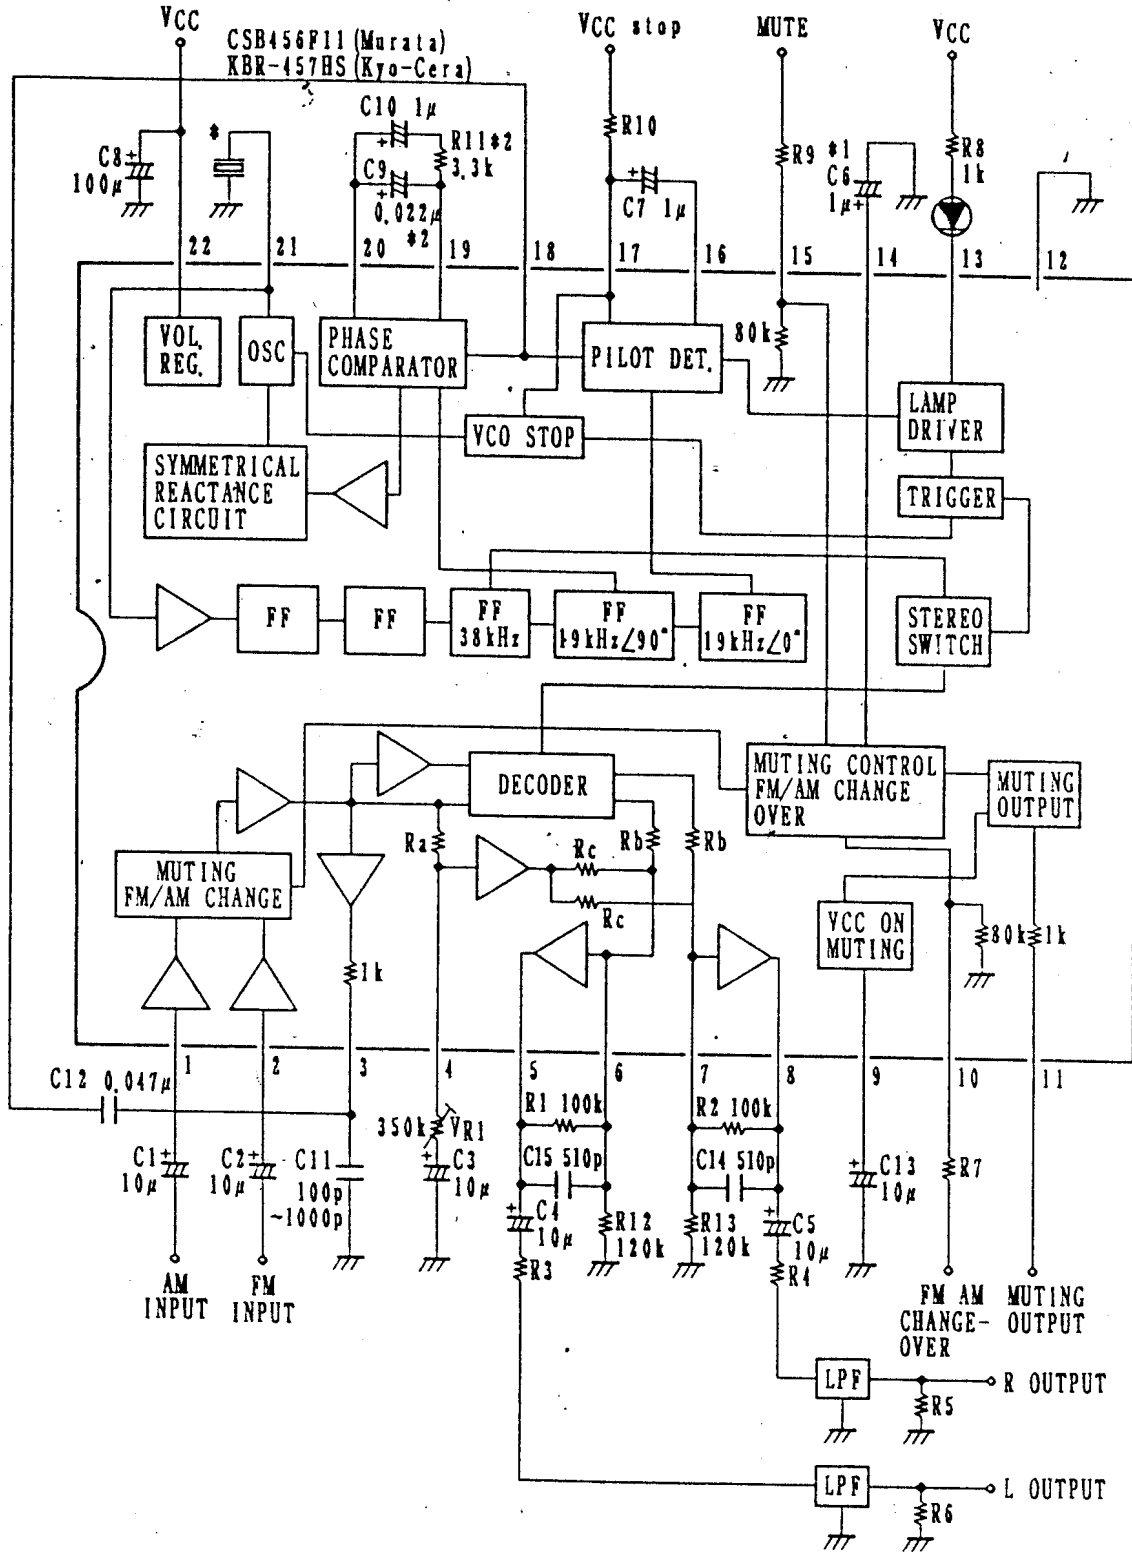 VCC
CSB456F11 (Murata)
KBR-457HS (Kyo-Cera)
VCC stop
MUTE
VCC
C10 1μ
R11*2
3.3k
C9
0.022μ
*2
*
C8
100μ
R10
C7 1μ
R9
*1
C6
1μ
R8
1k
22
21
20
19
18
17
16
15
14
13
12
VOL.
REG.
OSC
PHASE
COMPARATOR
PILOT DET.
80k
LAMP
DRIVER
VCO STOP
SYMMETRICAL
REACTANCE
CIRCUIT
TRIGGER
FF
FF
FF
38kHz
FF
19kHz∠90°
FF
19kHz∠0°
STEREO
SWITCH
DECODER
MUTING CONTROL
FM/AM CHANGE
OVER
MUTING
OUTPUT
Ra
Rb
Rb
Rc
Rc
MUTING
FM/AM CHANGE
VCC ON
MUTING
80k
1k
1k
1
2
3
4
5
6
7
8
9
10
11
C12 0.047μ
R1 100k
R2 100k
350k
VR1
C1
10μ
C2
10μ
C11
100p
~1000p
C3
10μ
C15 510p
C14 510p
C13
10μ
R7
C4
10μ
R12
120k
R13
120k
C5
10μ
R3
R4
AM
INPUT
FM
INPUT
FM AM
CHANGE-
OVER
MUTING
OUTPUT
LPF
R OUTPUT
R5
LPF
L OUTPUT
R6